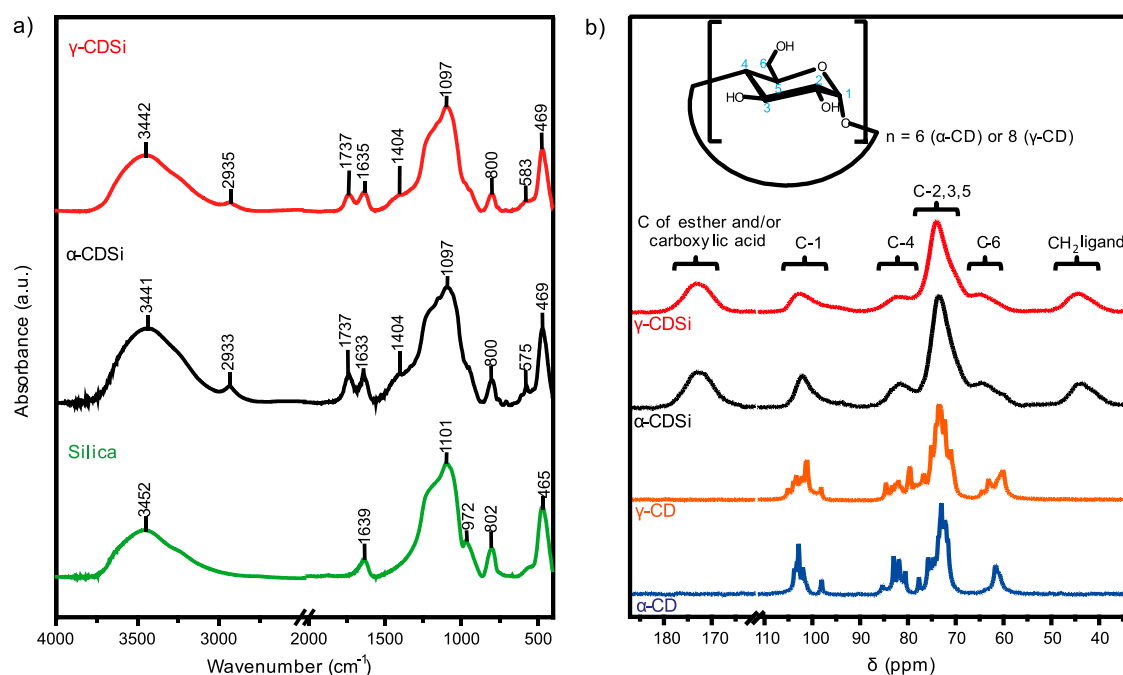 a)
γ-CDSi
3442
2935
1737
1635
1404
1097
800
583
469
α-CDSi
3441
2933
1737
1633
1404
1097
800
575
469
Silica
3452
1639
1101
972
802
465
Absorbance (a.u.)
4000 3500 3000 2500 2000 1500 1000 500
Wavenumber (cm⁻¹)
b)
OH
6
4
5
O
2
1
HO
3
OH
O
n = 6 (α-CD) or 8 (γ-CD)
C of esther and/or
carboxylic acid
C-1
C-4
C-2,3,5
C-6
CH₂ligand
γ-CDSi
α-CDSi
γ-CD
α-CD
180 170 110 100 90 80 70 60 50 40
δ (ppm)